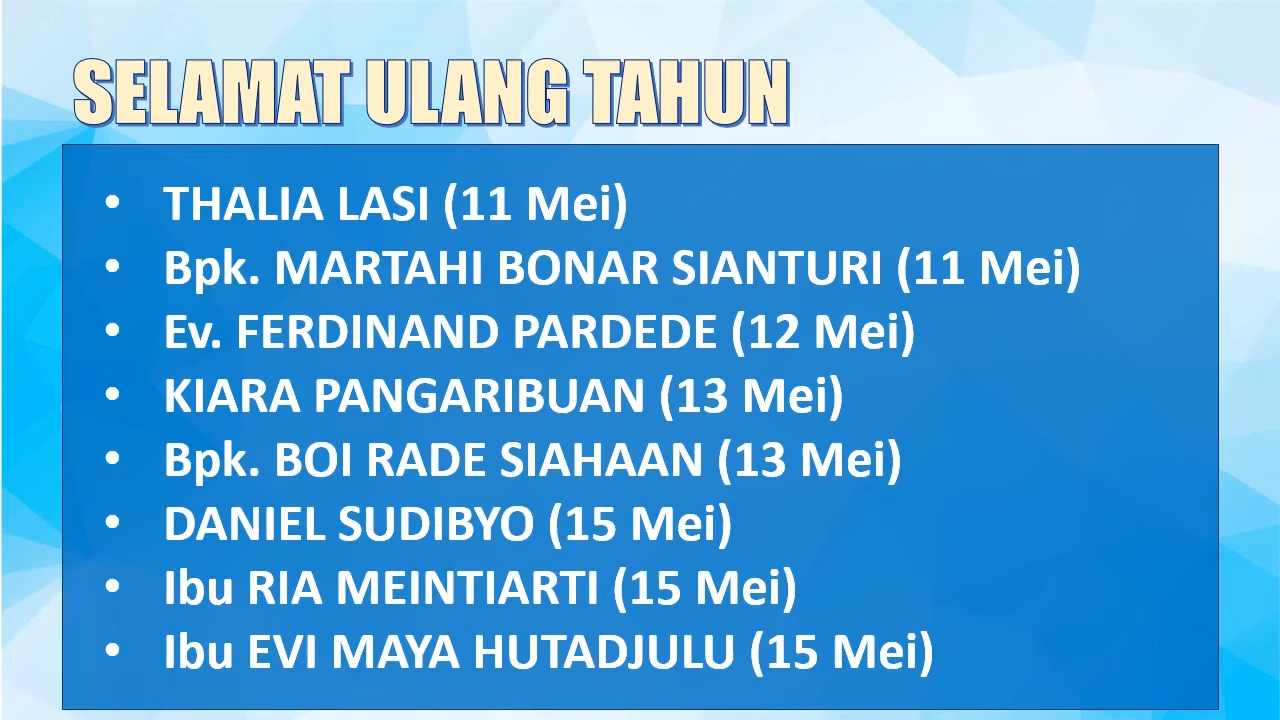 SELAMAT ULANG TAHUN
• THALIA LASI (11 Mei)
• Bpk. MARTAHI BONAR SIANTURI (11 Mei)
• Ev. FERDINAND PARDEDE (12 Mei)
• KIARA PANGARIBUAN (13 Mei)
• Bpk. BOI RADE SIAHAAN (13 Mei)
• DANIEL SUDIBYO (15 Mei)
• Ibu RIA MEINTIARTI (15 Mei)
• Ibu EVI MAYA HUTADJULU (15 Mei)